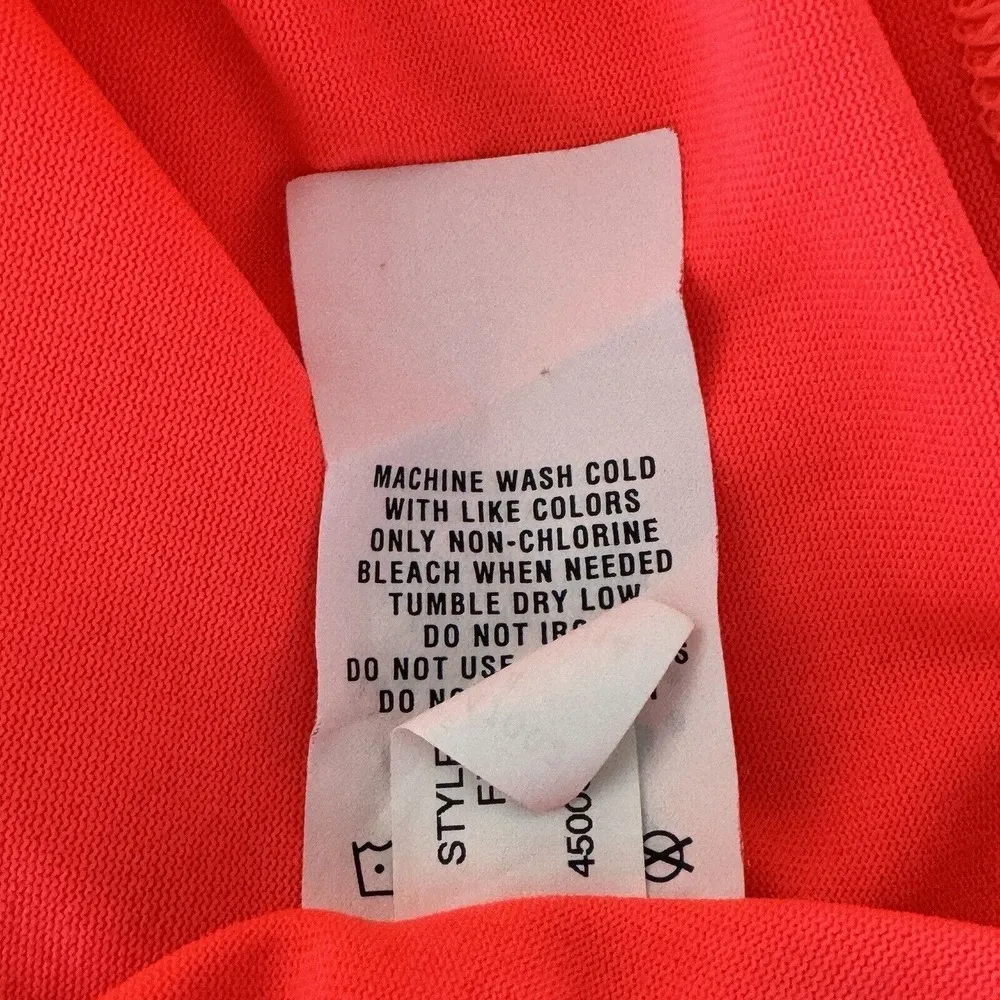 MACHINE WASH COLD
WITH LIKE COLORS
ONLY NON-CHLORINE
BLEACH WHEN NEEDED
TUMBLE DRY LOW
DO NOT
DO NOT USE
DO
STYLE